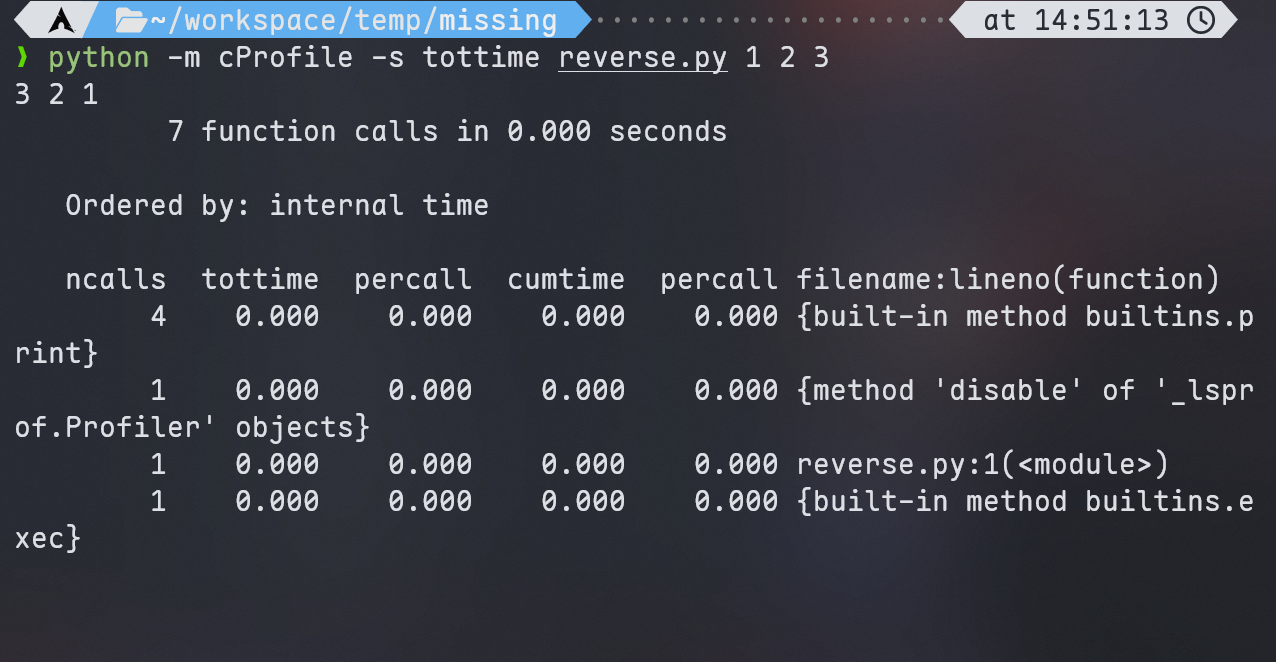 ~/workspace/temp/missing at 14:51:13
❯ python -m cProfile -s tottime reverse.py 1 2 3
3 2 1
         7 function calls in 0.000 seconds

   Ordered by: internal time

   ncalls  tottime  percall  cumtime  percall filename:lineno(function)
        4    0.000    0.000    0.000    0.000 {built-in method builtins.p
rint}
        1    0.000    0.000    0.000    0.000 {method 'disable' of '_lspr
of.Profiler' objects}
        1    0.000    0.000    0.000    0.000 reverse.py:1(<module>)
        1    0.000    0.000    0.000    0.000 {built-in method builtins.e
xec}